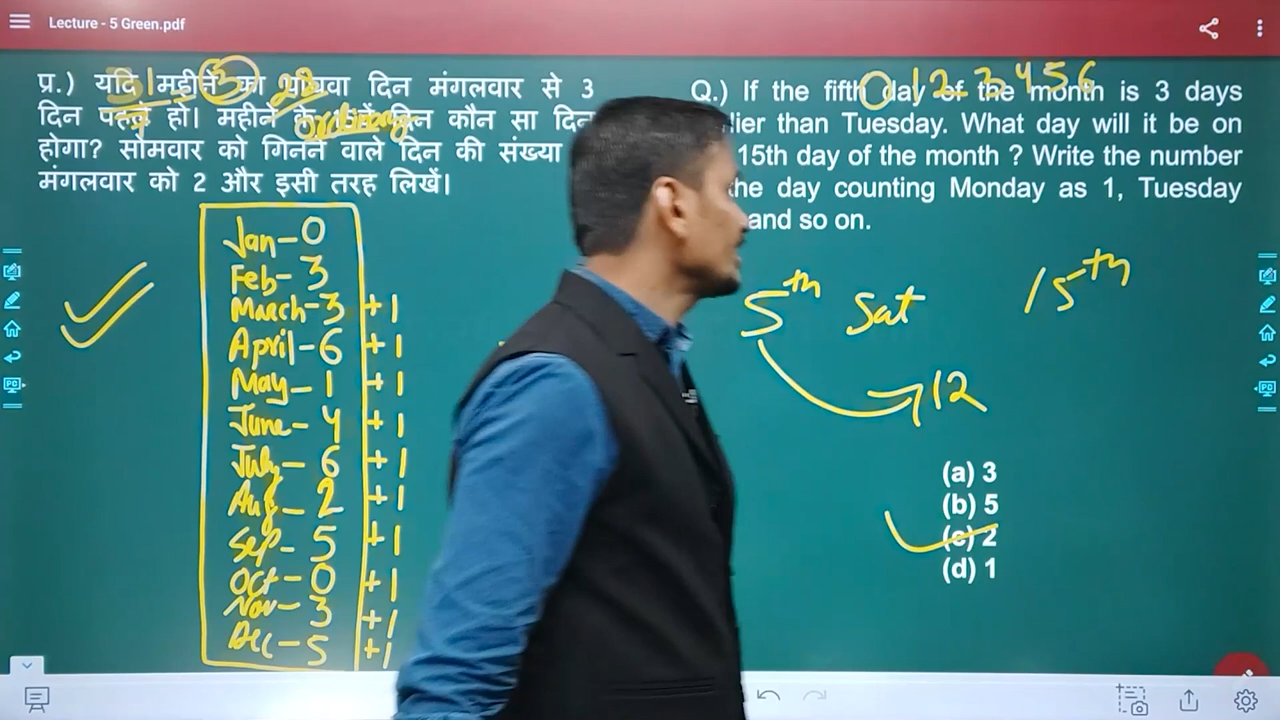 Lecture - 5 Green.pdf
प्र.) यदि महीने का पांचवा दिन मंगलवार से 3
दिन पहले हो। महीने के दिन कौन सा दिन
होगा? सोमवार को गिनने वाले दिन की संख्या
मंगलवार को 2 और इसी तरह लिखें।
Jan - 0
Feb - 3
March - 3 + 1
April - 6 + 1
May - 1 + 1
June - 4 + 1
July - 6 + 1
Aug - 2 + 1
Sep - 5 + 1
Oct - 0 + 1
Nov - 3 + 1
Dec - 5 + 1
0 1 2 3 4 5 6
Q.) If the fifth day of the month is 3 days
lier than Tuesday. What day will it be on
15th day of the month ? Write the number
the day counting Monday as 1, Tuesday
and so on.
5th Sat 15th
12
(a) 3
(b) 5
(c) 2
(d) 1